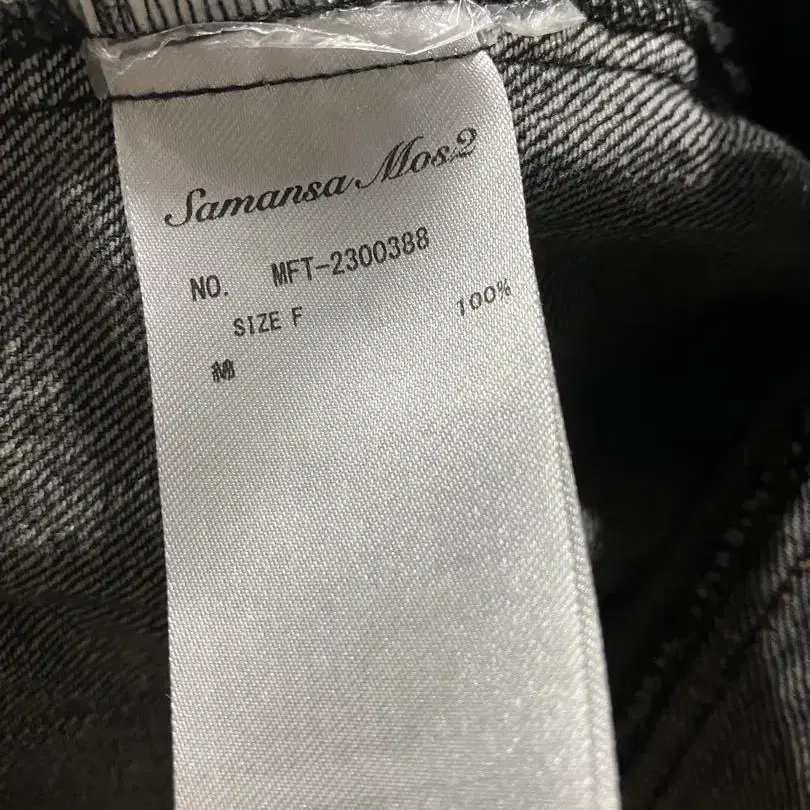 Samansa Mos2
NO. MFT-2300388
SIZE F
綿 100%